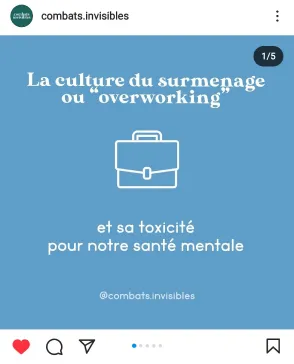 combats.invisibles
1/5
La culture du surmenage
ou “overworking”
et sa toxicité
pour notre santé mentale
@combats.invisibles